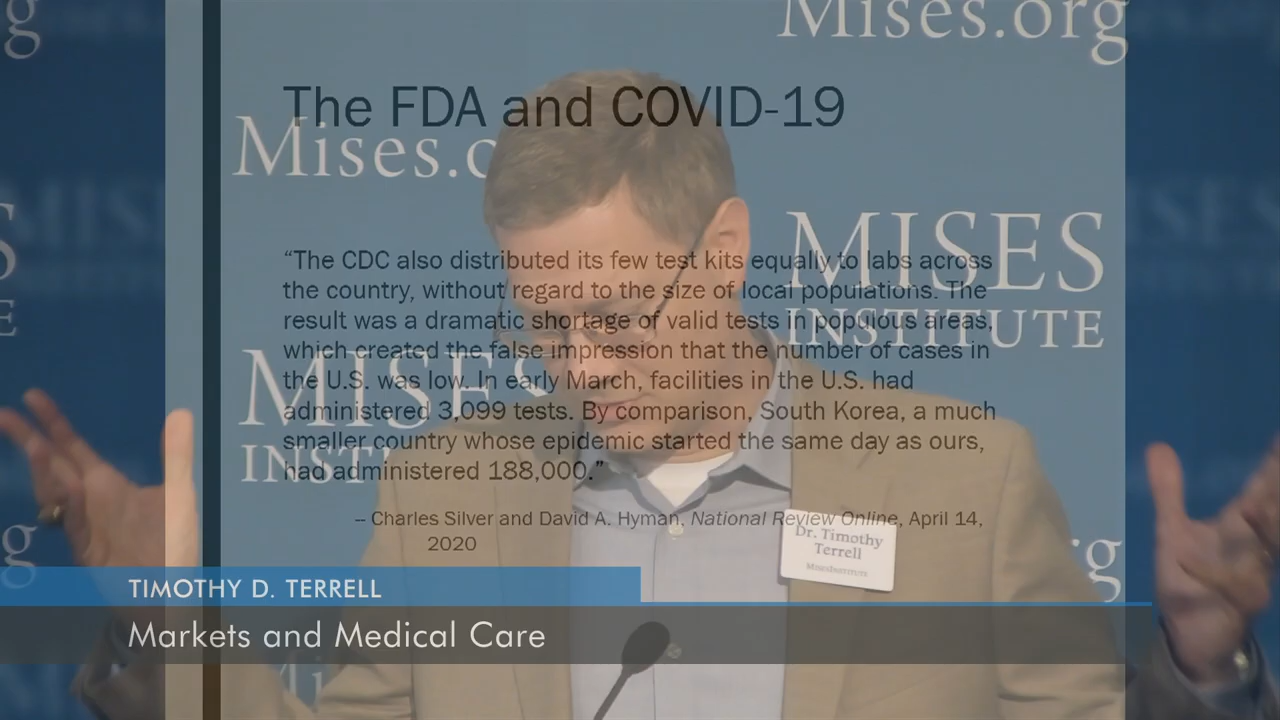 g
Mises.org
The FDA and COVID-19
Mises.o
MISES
INSTITUTE
S
E
“The CDC also distributed its few test kits equally to labs across
the country, without regard to the size of local populations. The
result was a dramatic shortage of valid tests in populous areas,
which created the false impression that the number of cases in
the U.S. was low. In early March, facilities in the U.S. had
administered 3,099 tests. By comparison, South Korea, a much
smaller country whose epidemic started the same day as ours,
had administered 188,000.”
MISES
INST
-- Charles Silver and David A. Hyman, National Review Online, April 14,
2020
Dr. Timothy
Terrell
MISES INSTITUTE
g
rg
TIMOTHY D. TERRELL
Markets and Medical Care
Mi